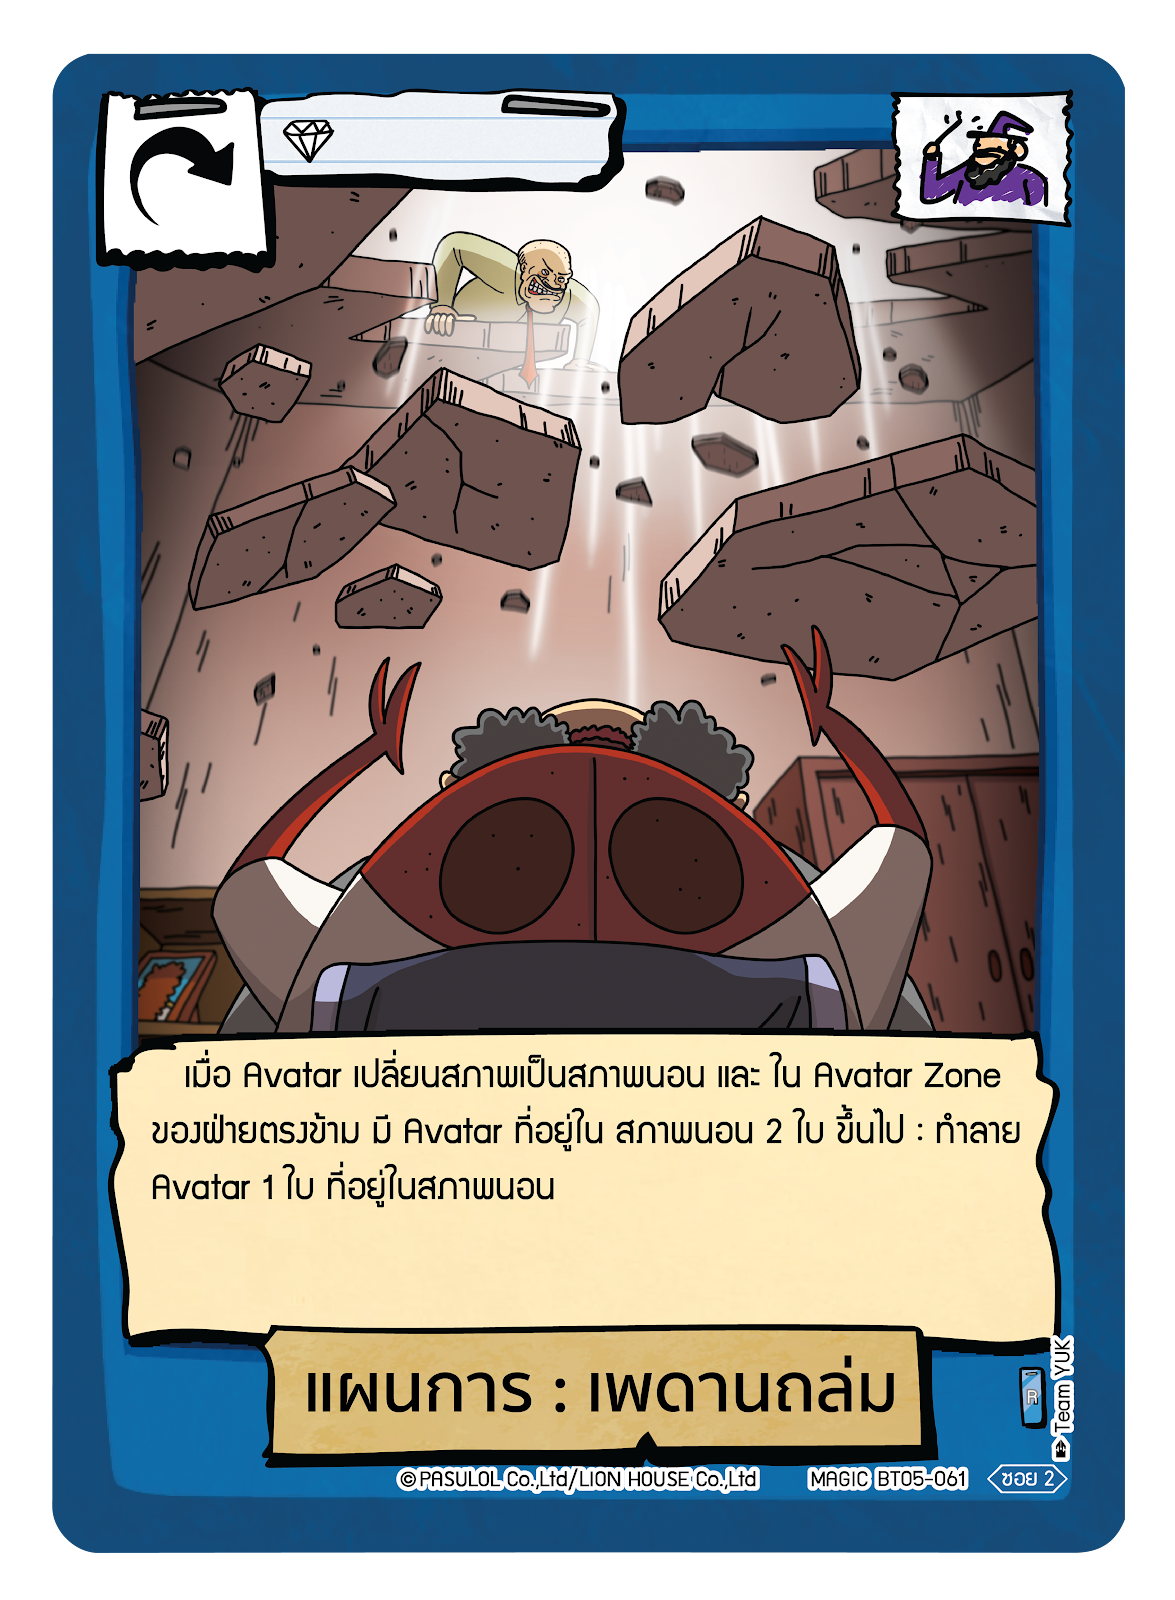 เมื่อ Avatar เปลี่ยนสภาพเป็นสภาพนอน และ ใน Avatar Zone
ของฝ่ายตรงข้าม มี Avatar ที่อยู่ใน สภาพนอน 2 ใบ ขึ้นไป : ทำลาย
Avatar 1 ใบ ที่อยู่ในสภาพนอน
แผนการ : เพดานถล่ม
R
Team YUK
© PASULOL Co.,Ltd/LION HOUSE Co.,Ltd
MAGIC BT05-061
ซอย 2